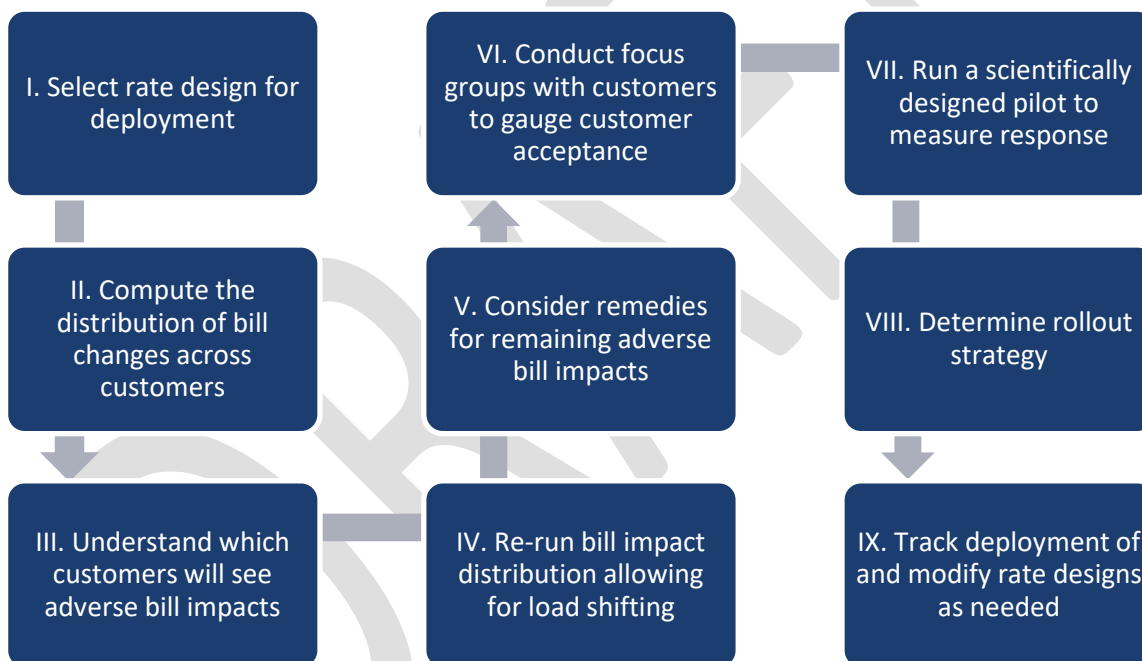 I. Select rate design for
deployment
II. Compute the
distribution of bill
changes across
customers
III. Understand which
customers will see
adverse bill impacts
IV. Re-run bill impact
distribution allowing
for load shifting
V. Consider remedies
for remaining adverse
bill impacts
VI. Conduct focus
groups with customers
to gauge customer
acceptance
VII. Run a scientifically
designed pilot to
measure response
VIII. Determine rollout
strategy
IX. Track deployment of
and modify rate designs
as needed